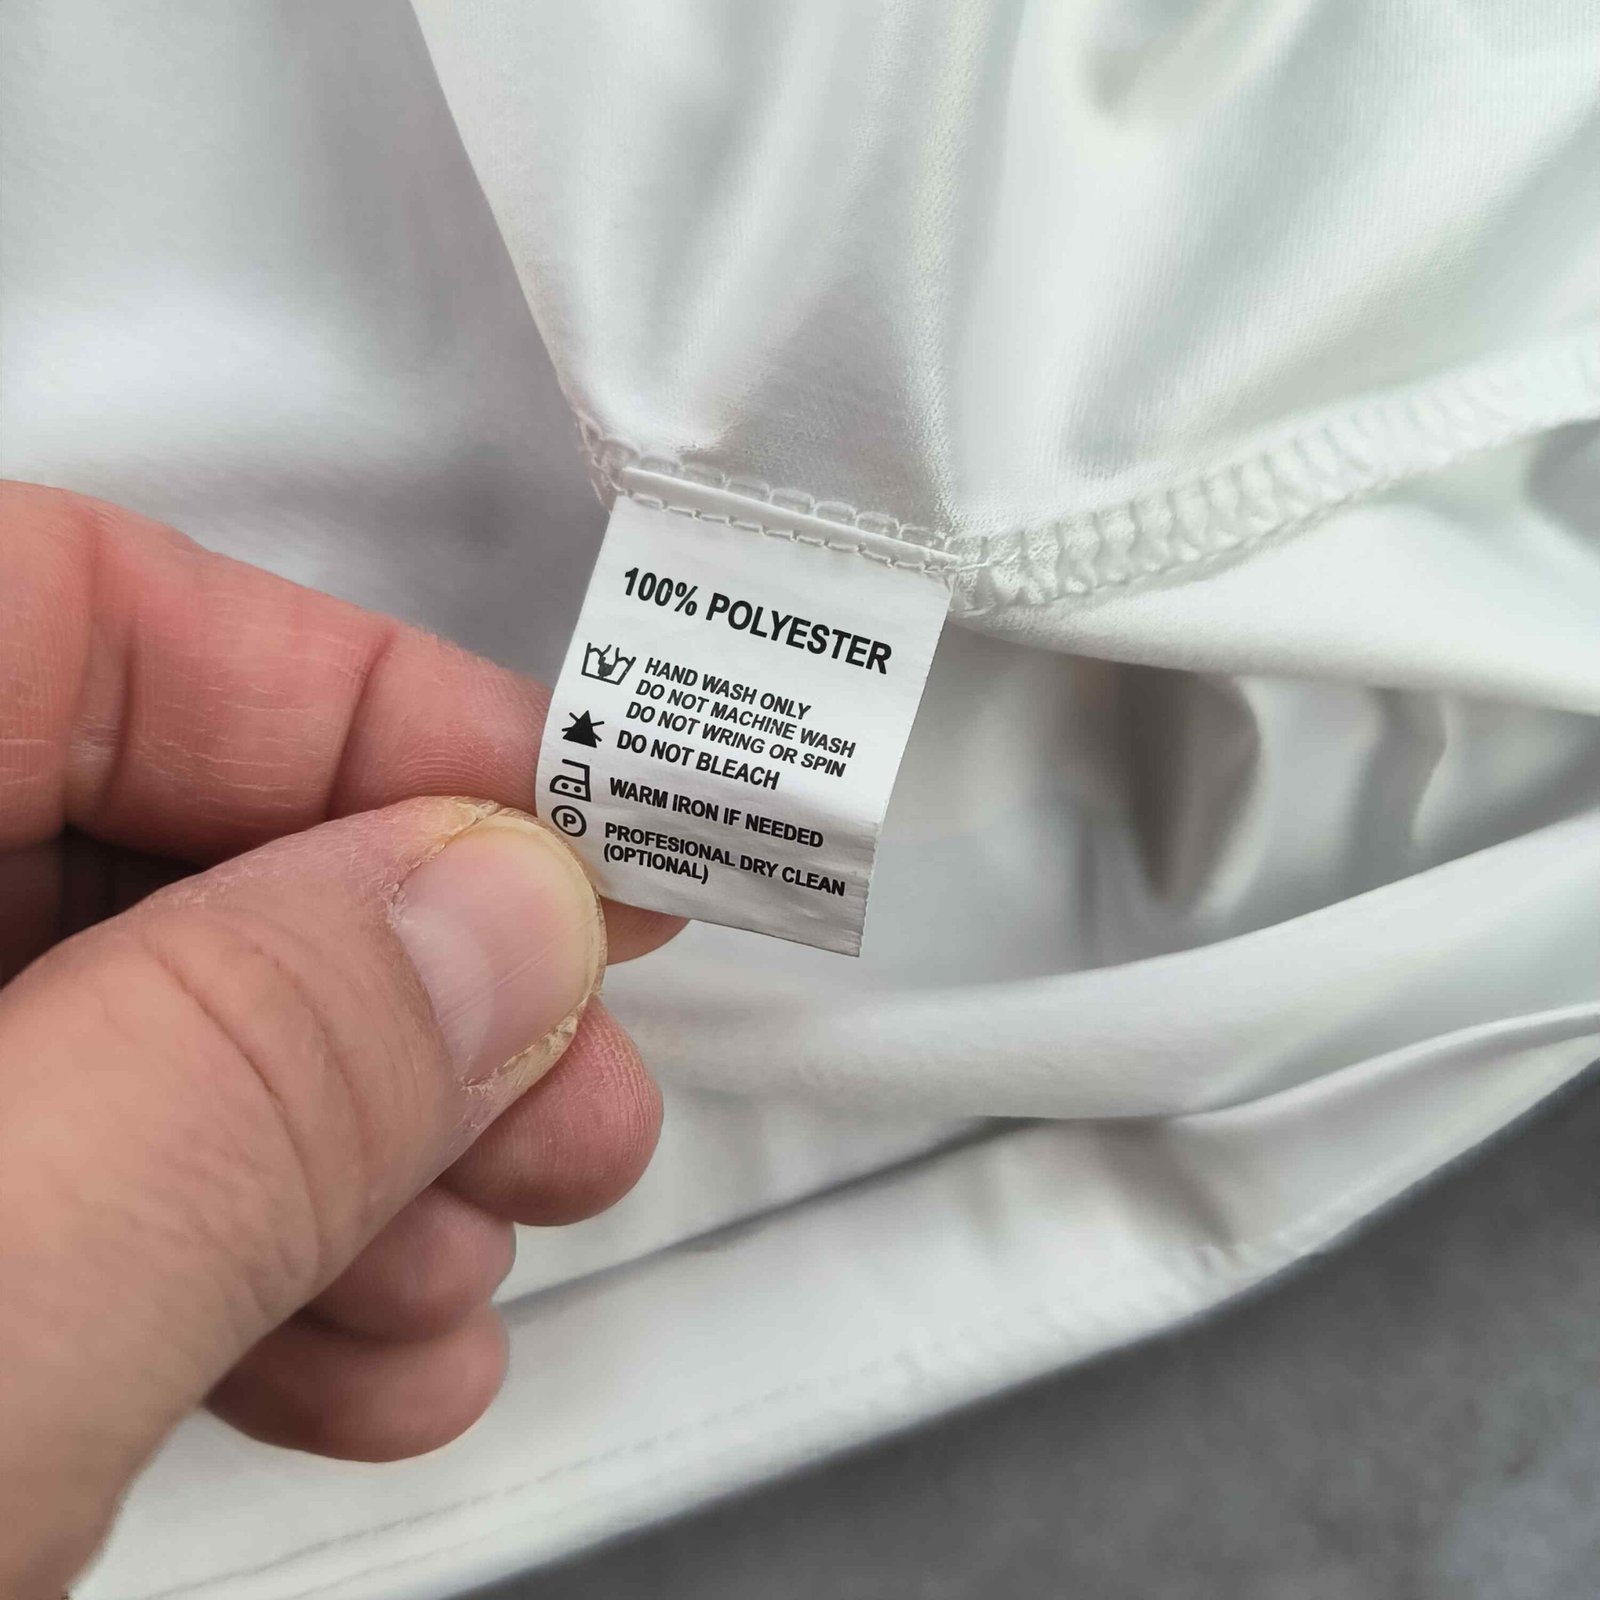 100% POLYESTER
HAND WASH ONLY
DO NOT MACHINE WASH
DO NOT WRING OR SPIN
DO NOT BLEACH
WARM IRON IF NEEDED
P
PROFESIONAL DRY CLEAN
(OPTIONAL)